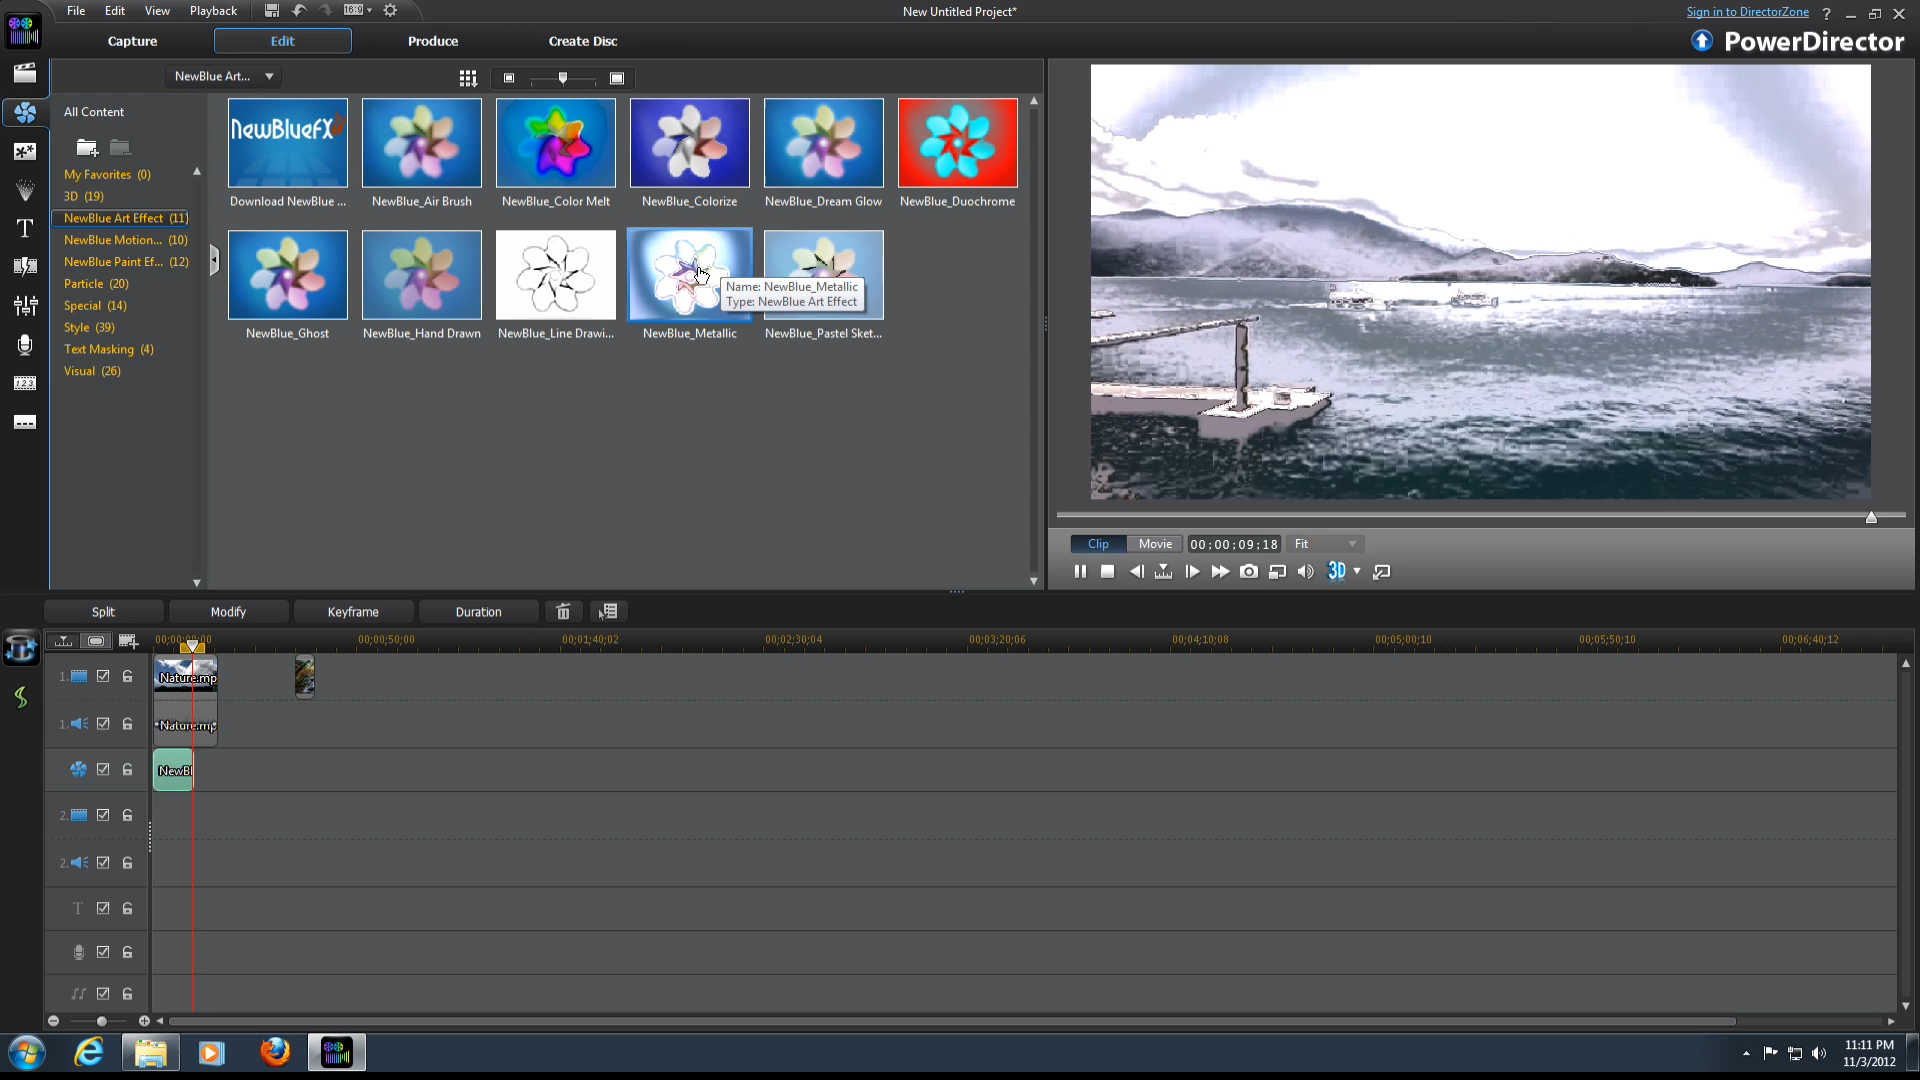 File Edit View Playback
16:9
New Untitled Project*
Sign in to DirectorZone ?
Capture Edit Produce Create Disc
PowerDirector
NewBlue Art...
All Content
My Favorites (0)
3D (19)
NewBlue Art Effect (11)
NewBlue Motion... (10)
NewBlue Paint Ef... (12)
Particle (20)
Special (14)
Style (39)
Text Masking (4)
Visual (26)
NewBlueFX
Download NewBlue ... NewBlue_Air Brush NewBlue_Color Melt NewBlue_Colorize NewBlue_Dream Glow NewBlue_Duochrome
Name: NewBlue_Metallic
Type: NewBlue Art Effect
NewBlue_Ghost NewBlue_Hand Drawn NewBlue_Line Drawi... NewBlue_Metallic NewBlue_Pastel Sket...
Clip Movie 00;00;09;18 Fit
3D
Split Modify Keyframe Duration
00;00;00;00 00;00;50;00 00;01;40;02 00;02;30;04 00;03;20;06 00;04;10;08 00;05;00;10 00;05;50;10 00;06;40;12
1. Nature.mp
1. Nature.mp
NewBl
2.
2.
T
11:11 PM
11/3/2012